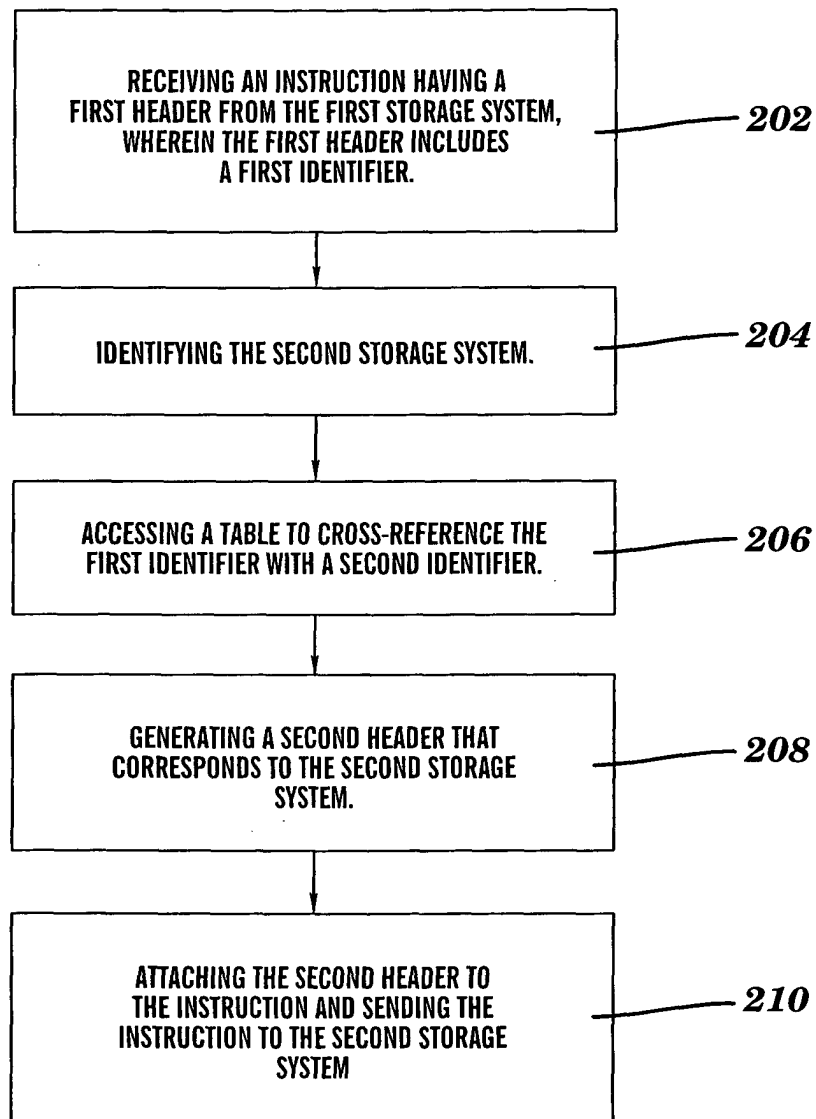 RECEIVING AN INSTRUCTION HAVING A
FIRST HEADER FROM THE FIRST STORAGE SYSTEM,
WHEREIN THE FIRST HEADER INCLUDES
A FIRST IDENTIFIER.
202
IDENTIFYING THE SECOND STORAGE SYSTEM.
204
ACCESSING A TABLE TO CROSS-REFERENCE THE
FIRST IDENTIFIER WITH A SECOND IDENTIFIER.
206
GENERATING A SECOND HEADER THAT
CORRESPONDS TO THE SECOND STORAGE
SYSTEM.
208
ATTACHING THE SECOND HEADER TO
THE INSTRUCTION AND SENDING THE
INSTRUCTION TO THE SECOND STORAGE
SYSTEM
210